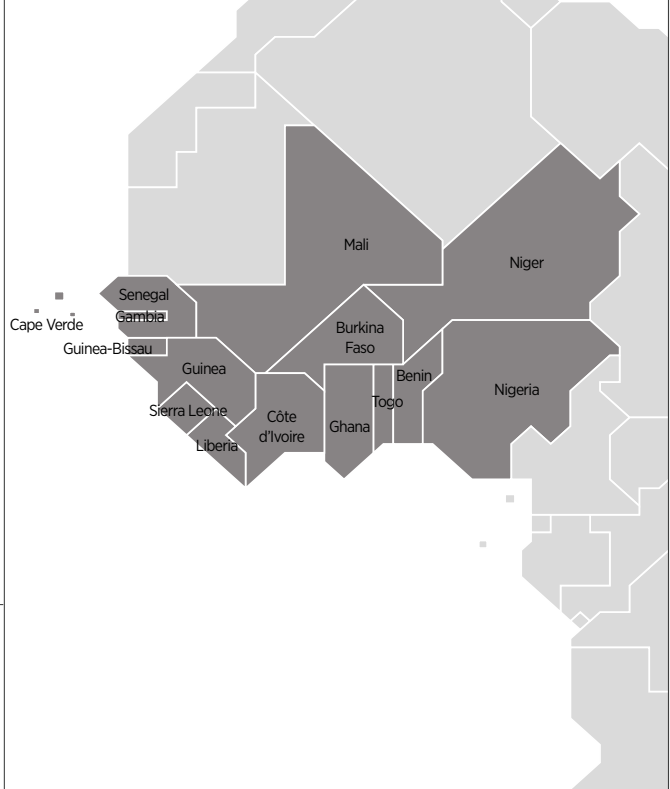 Mali
Niger
Senegal
Gambia
Cape Verde
Burkina
Faso
Guinea-Bissau
Guinea
Benin
Nigeria
Togo
Sierra Leone
Côte
d'Ivoire
Ghana
Liberia